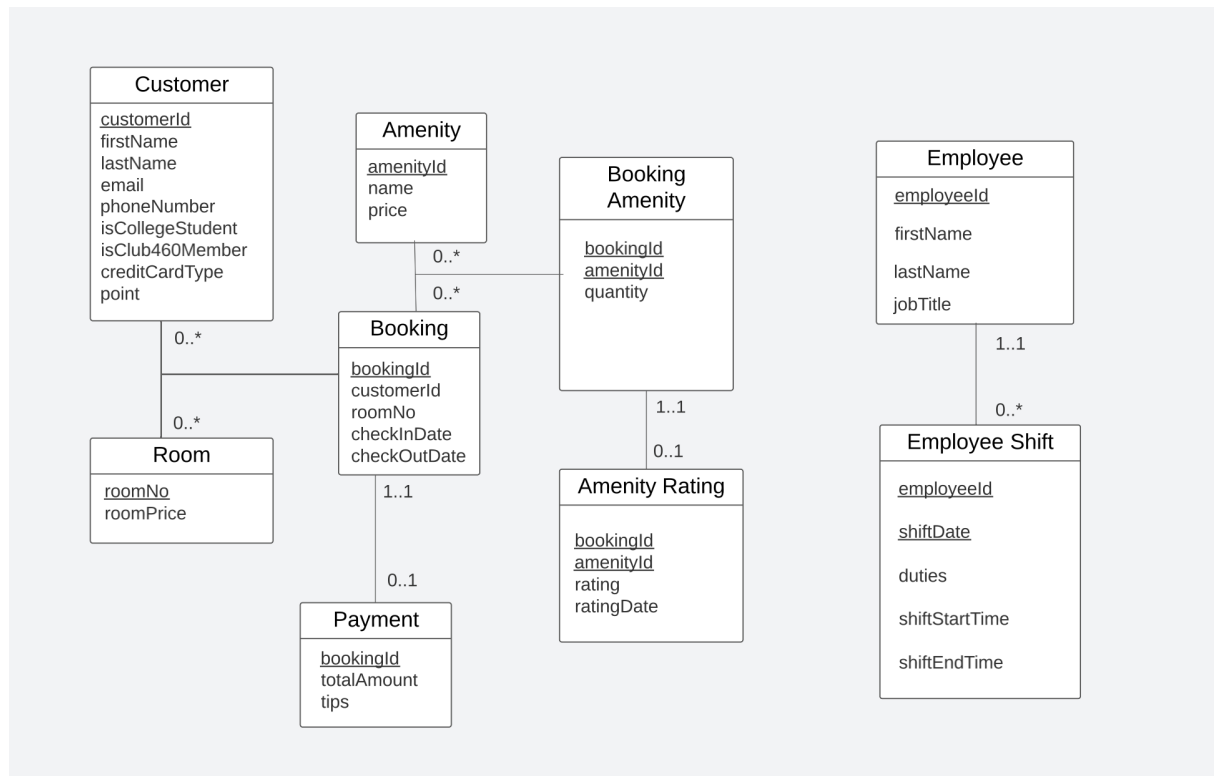 Customer
customerId
firstName
lastName
email
phoneNumber
isCollegeStudent
isClub460Member
creditCardType
point
0..*
0..*
Room
roomNo
roomPrice
Amenity
amenityId
name
price
0..*
0..*
Booking
bookingId
customerId
roomNo
checkInDate
checkOutDate
1..1
0..1
Payment
bookingId
totalAmount
tips
Booking
Amenity
bookingId
amenityId
quantity
1..1
0..1
Amenity Rating
bookingId
amenityId
rating
ratingDate
Employee
employeeId
firstName
lastName
jobTitle
1..1
0..*
Employee Shift
employeeId
shiftDate
duties
shiftStartTime
shiftEndTime